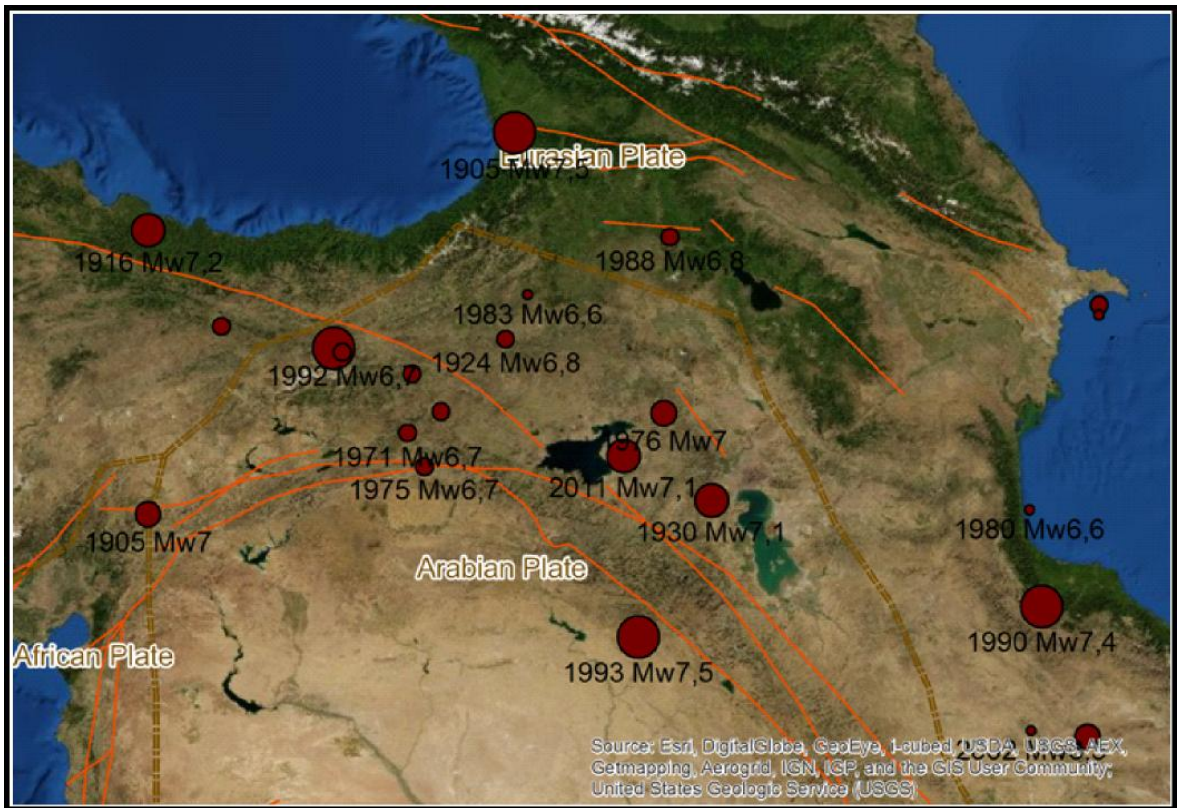 1905 Mw7,5
Eurasian Plate
1916 Mw7,2
1988 Mw6,8
1983 Mw6,6
1924 Mw6,8
1992 Mw6,7
1976 Mw7
1971 Mw6,7
1975 Mw6,7
2011 Mw7,1
1905 Mw7
1930 Mw7,1
1980 Mw6,6
Arabian Plate
African Plate
1990 Mw7,4
1993 Mw7,5
Source: Esri, DigitalGlobe, GeoEye, i-cubed, USDA, USGS, AEX,
Getmapping, Aerogrid, IGN, IGP, and the GIS User Community;
United States Geologic Service (USGS)